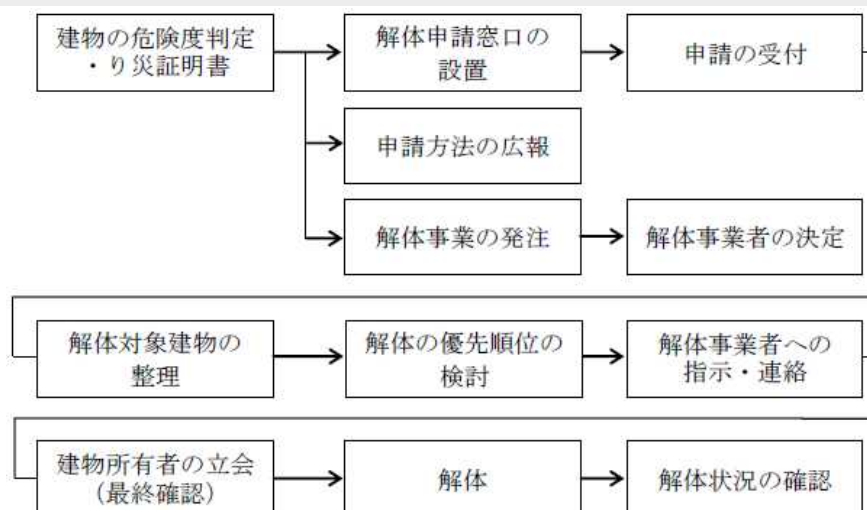 建物の危険度判定
・り災証明書
解体申請窓口の
設置
申請の受付
申請方法の広報
解体事業の発注
解体事業者の決定
解体対象建物の
整理
解体の優先順位の
検討
解体事業者への
指示・連絡
建物所有者の立会
（最終確認）
解体
解体状況の確認